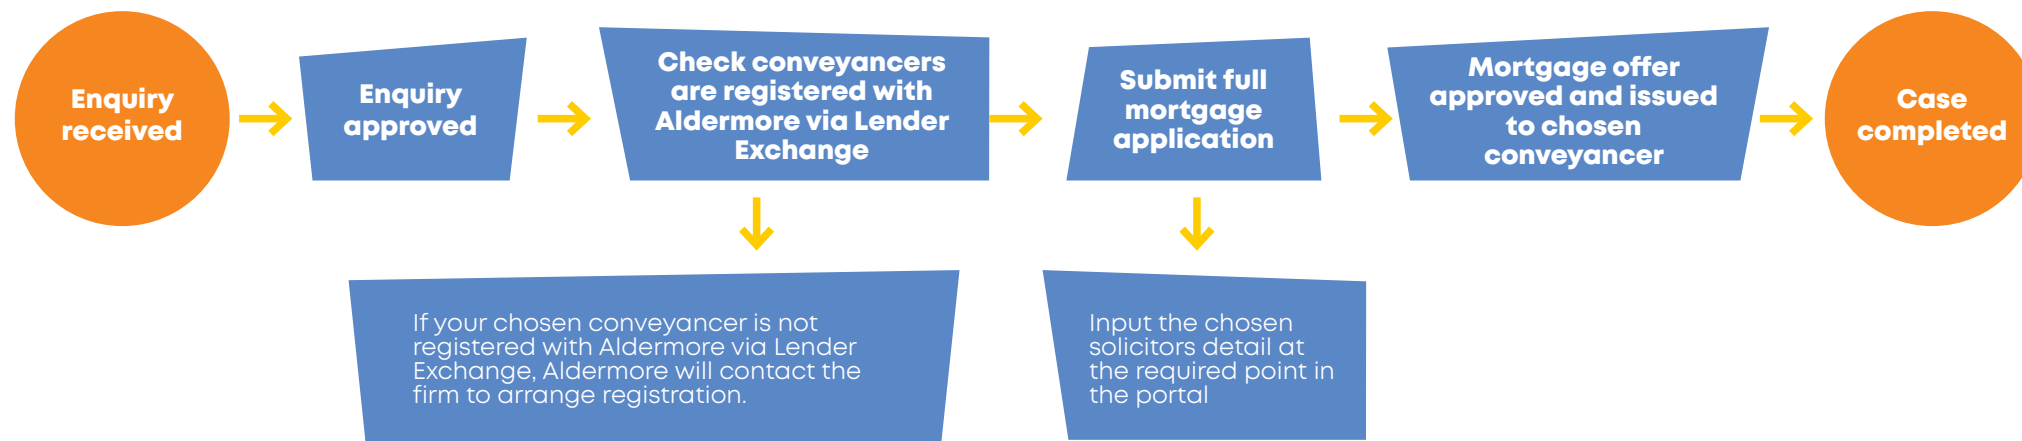 Enquiry
received
Enquiry
approved
Check conveyancers
are registered with
Aldermore via Lender
Exchange
Submit full
mortgage
application
Mortgage offer
approved and issued
to chosen
conveyancer
Case
completed
If your chosen conveyancer is not
registered with Aldermore via Lender
Exchange, Aldermore will contact the
firm to arrange registration.
Input the chosen
solicitors detail at
the required point in
the portal